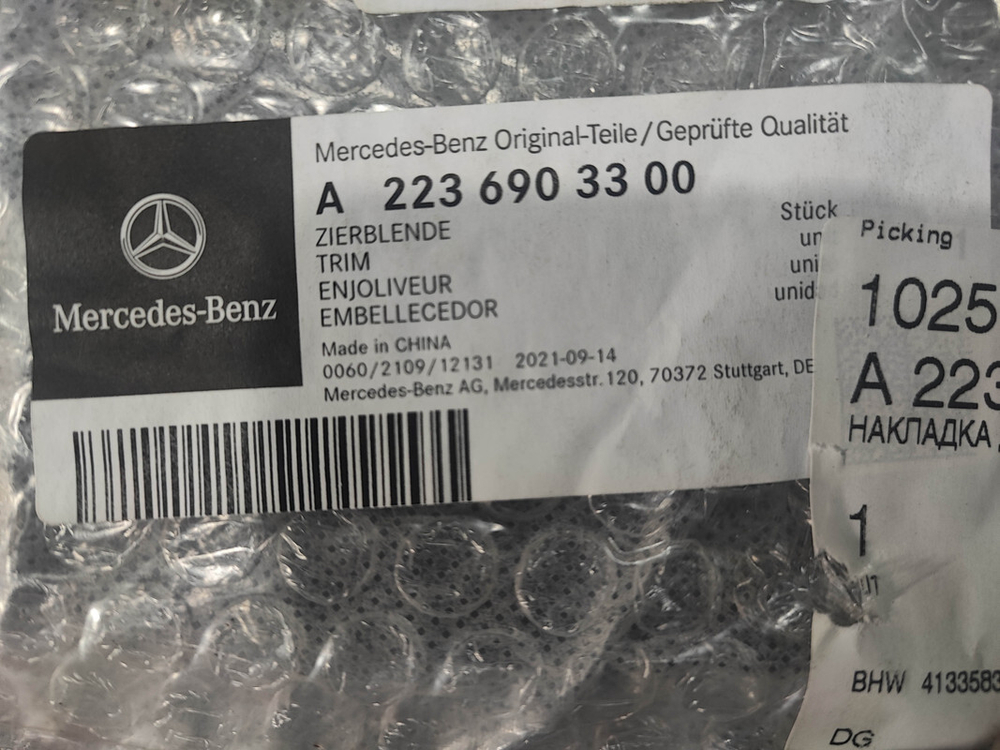 Mercedes-Benz Original-Teile/Geprüfte Qualität
A 223 690 33 00
ZIERBLENDE
TRIM
ENJOLIVEUR
EMBELLECEDOR
Stück
Made in CHINA
0060/2109/12131 2021-09-14
Mercedes-Benz AG, Mercedesstr. 120, 70372 Stuttgart, DE
Mercedes-Benz
Picking
1025
A 223
НАКЛАДКА
1
BHW 4133583
DG